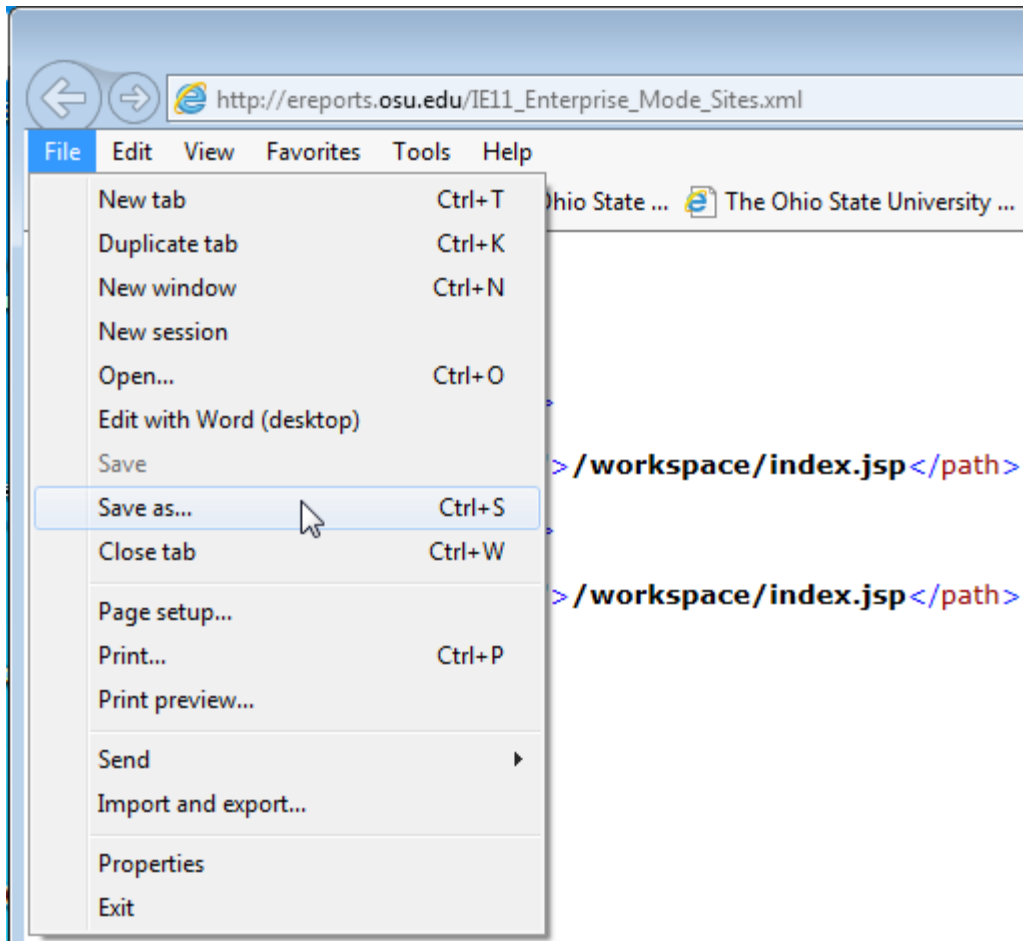 http://ereports.osu.edu/IE11_Enterprise_Mode_Sites.xml
File Edit View Favorites Tools Help
New tab Ctrl+T
State ... The Ohio State University ...
Duplicate tab Ctrl+K
New window Ctrl+N
New session
Open... Ctrl+O
Edit with Word (desktop)
Save
>/workspace/index.jsp</path>
Save as... Ctrl+S
Close tab Ctrl+W
Page setup...
>/workspace/index.jsp</path>
Print... Ctrl+P
Print preview...
Send
Import and export...
Properties
Exit